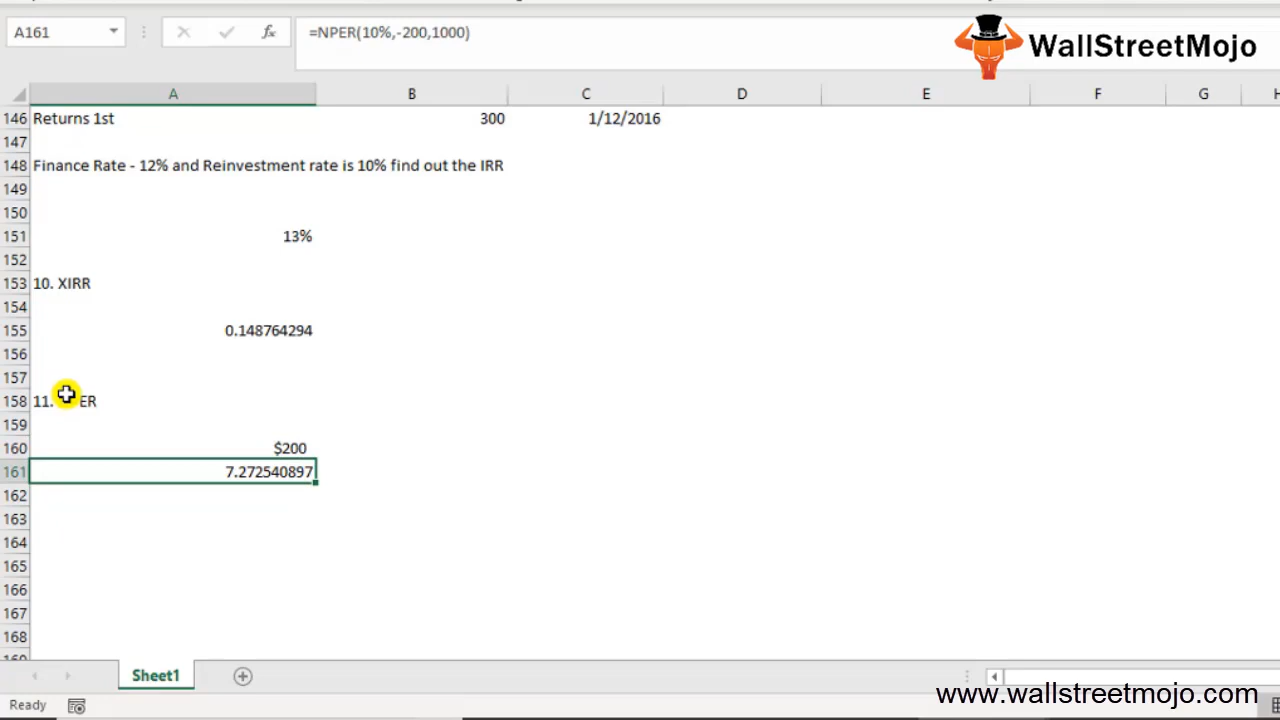 A161 fx =NPER(10%,-200,1000)
WallStreetMojo
A B C D E F G H
146 Returns 1st 300 1/12/2016
147
148 Finance Rate - 12% and Reinvestment rate is 10% find out the IRR
149
150
151 13%
152
153 10. XIRR
154
155 0.148764294
156
157
158 11. ER
159
160 $200
161 7.272540897
162
163
164
165
166
167
168
169
Sheet1
www.wallstreetmojo.com
Ready